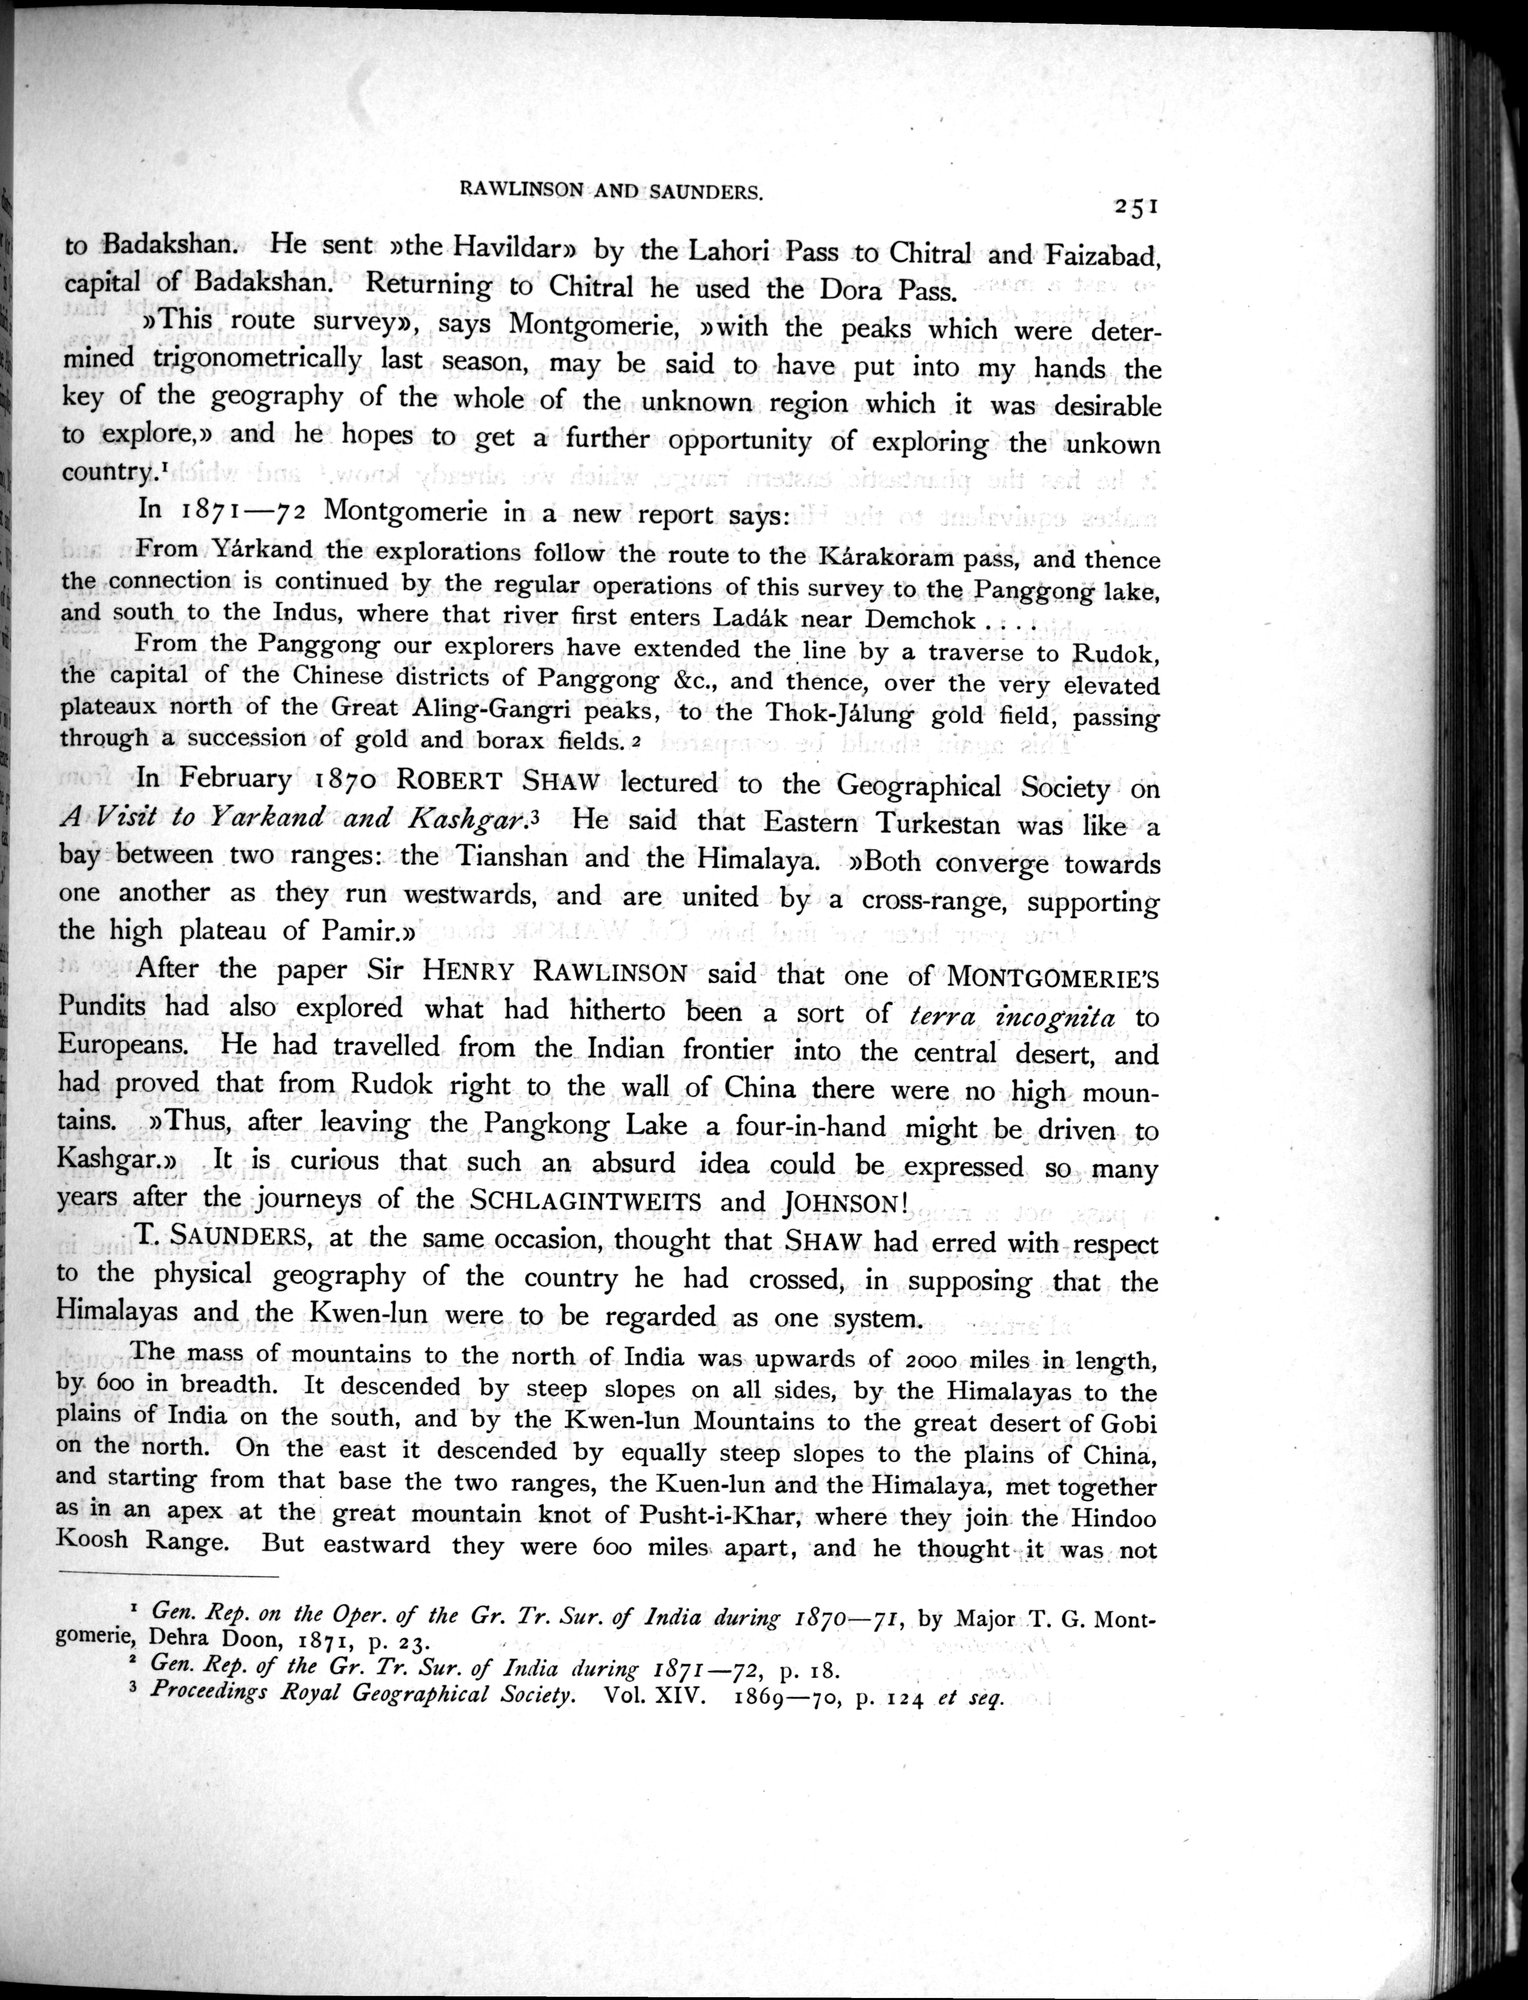 RAWLINSON AND SAUNDERS.
251
to Badakshan. He sent »the Havildar» by the Lahori Pass to Chitral and Faizabad,
capital of Badakshan. Returning to Chitral he used the Dora Pass.
»This route survey», says Montgomerie, »with the peaks which were deter-
mined trigonometrically last season, may be said to have put into my hands the
key of the geography of the whole of the unknown region which it was desirable
to explore,» and he hopes to get a further opportunity of exploring the unkown
country.¹
In 1871—72 Montgomerie in a new report says:
From Yárkand the explorations follow the route to the Kárakoram pass, and thence
the connection is continued by the regular operations of this survey to the Panggong lake,
and south to the Indus, where that river first enters Ladák near Demchok . . . .
From the Panggong our explorers have extended the line by a traverse to Rudok,
the capital of the Chinese districts of Panggong &c., and thence, over the very elevated
plateaux north of the Great Aling-Gangri peaks, to the Thok-Jálung gold field, passing
through a succession of gold and borax fields. ²
In February 1870 ROBERT SHAW lectured to the Geographical Society on
A Visit to Yarkand and Kashgar.³ He said that Eastern Turkestan was like a
bay between two ranges: the Tianshan and the Himalaya. »Both converge towards
one another as they run westwards, and are united by a cross-range, supporting
the high plateau of Pamir.»
After the paper Sir HENRY RAWLINSON said that one of MONTGOMERIE'S
Pundits had also explored what had hitherto been a sort of terra incognita to
Europeans. He had travelled from the Indian frontier into the central desert, and
had proved that from Rudok right to the wall of China there were no high moun-
tains. »Thus, after leaving the Pangkong Lake a four-in-hand might be driven to
Kashgar.» It is curious that such an absurd idea could be expressed so many
years after the journeys of the SCHLAGINTWEITS and JOHNSON!
T. SAUNDERS, at the same occasion, thought that SHAW had erred with respect
to the physical geography of the country he had crossed, in supposing that the
Himalayas and the Kwen-lun were to be regarded as one system.
The mass of mountains to the north of India was upwards of 2000 miles in length,
by 600 in breadth. It descended by steep slopes on all sides, by the Himalayas to the
plains of India on the south, and by the Kwen-lun Mountains to the great desert of Gobi
on the north. On the east it descended by equally steep slopes to the plains of China,
and starting from that base the two ranges, the Kuen-lun and the Himalaya, met together
as in an apex at the great mountain knot of Pusht-i-Khar, where they join the Hindoo
Koosh Range. But eastward they were 600 miles apart, and he thought it was not
¹ Gen. Rep. on the Oper. of the Gr. Tr. Sur. of India during 1870—71, by Major T. G. Mont-
gomerie, Dehra Doon, 1871, p. 23.
² Gen. Rep. of the Gr. Tr. Sur. of India during 1871—72, p. 18.
³ Proceedings Royal Geographical Society. Vol. XIV. 1869—70, p. 124 et seq.